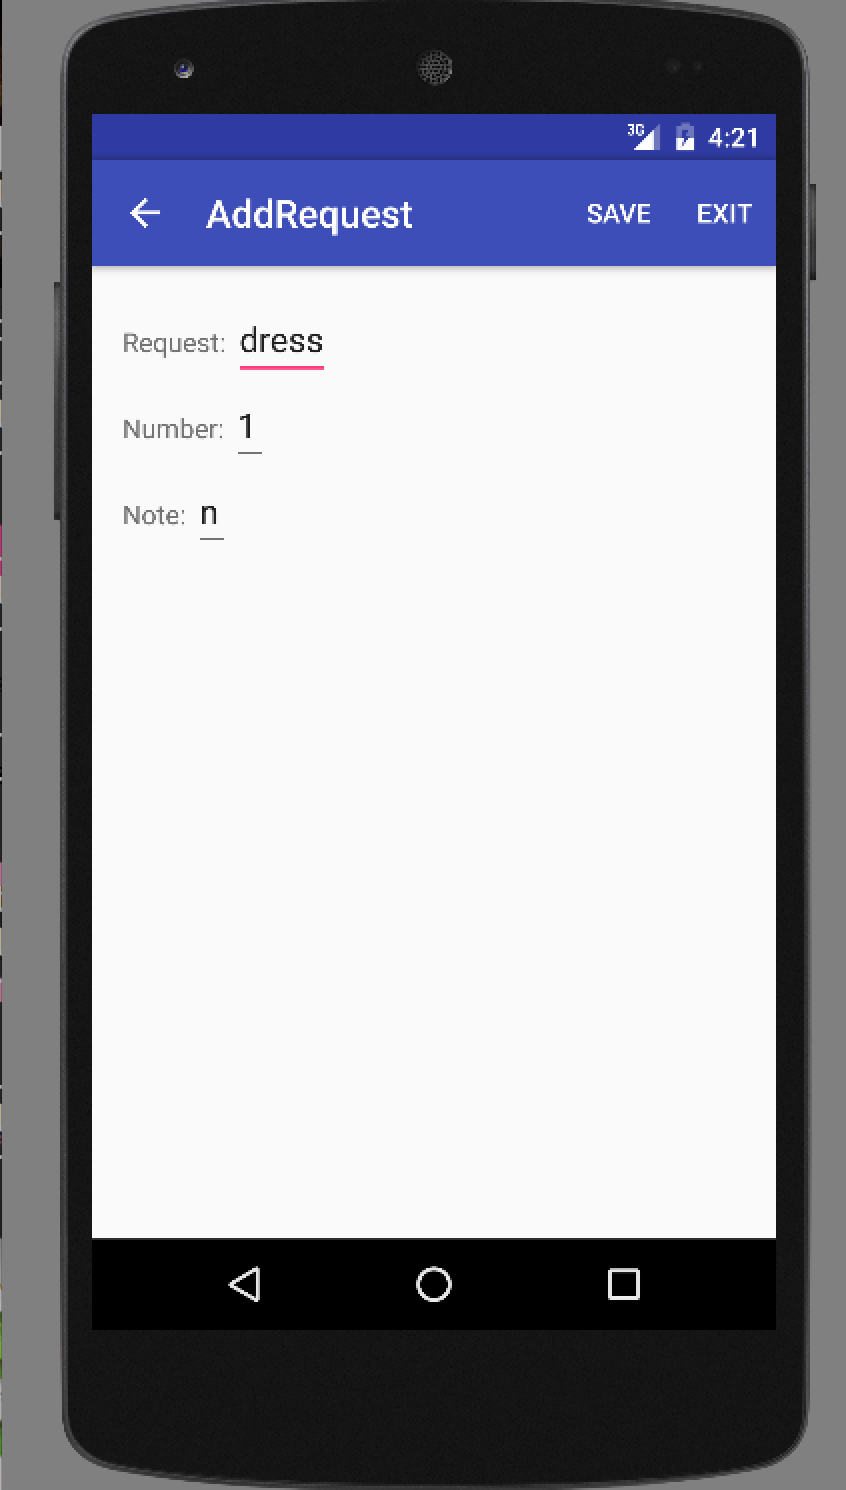 3G 4:21
AddRequest SAVE EXIT
Request: dress
Number: 1
Note: n